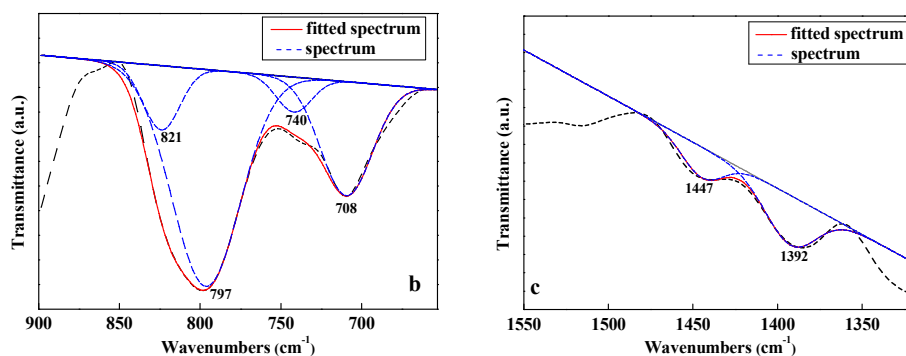 fitted spectrum
spectrum
Transmittance (a.u.)
821
740
708
797
b
900 850 800 750 700
Wavenumbers (cm-1)
fitted spectrum
spectrum
Transmittance (a.u.)
1447
1392
c
1550 1500 1450 1400 1350
Wavenumbers (cm-1)